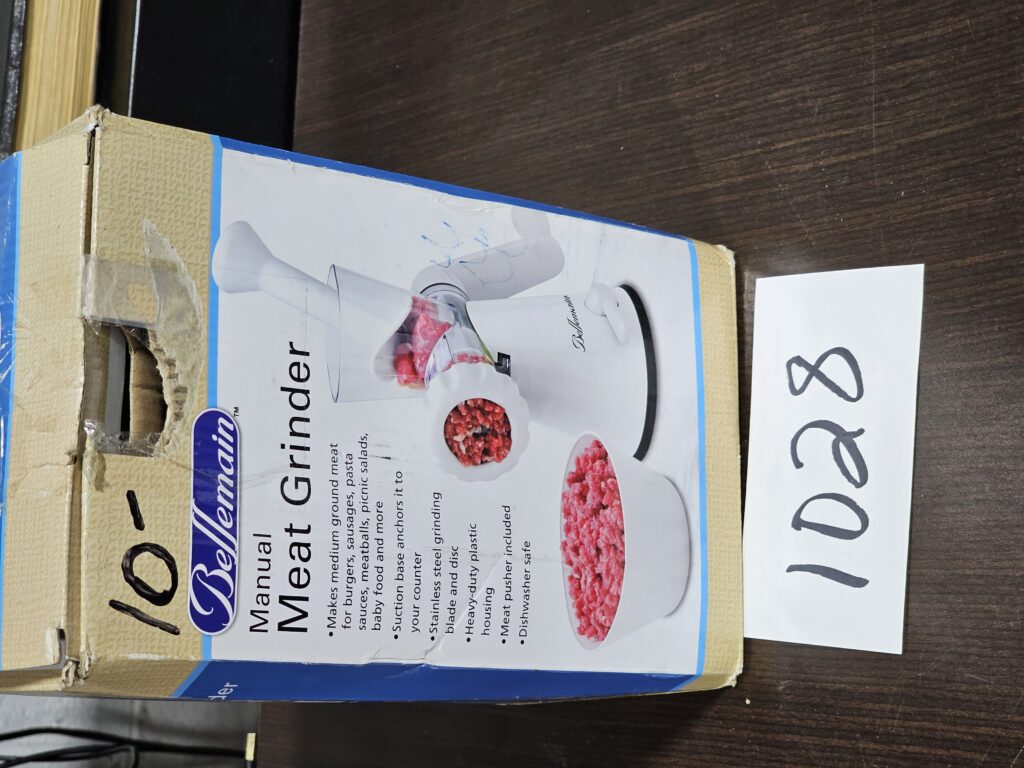 10-
Bellemain™
Manual
Meat Grinder
• Makes medium ground meat
for burgers, sausages, pasta
sauces, meatballs, picnic salads,
baby food and more
• Suction base anchors it to
your counter
• Stainless steel grinding
blade and disc
• Heavy-duty plastic
housing
• Meat pusher included
• Dishwasher safe
Bellemain
der
1028